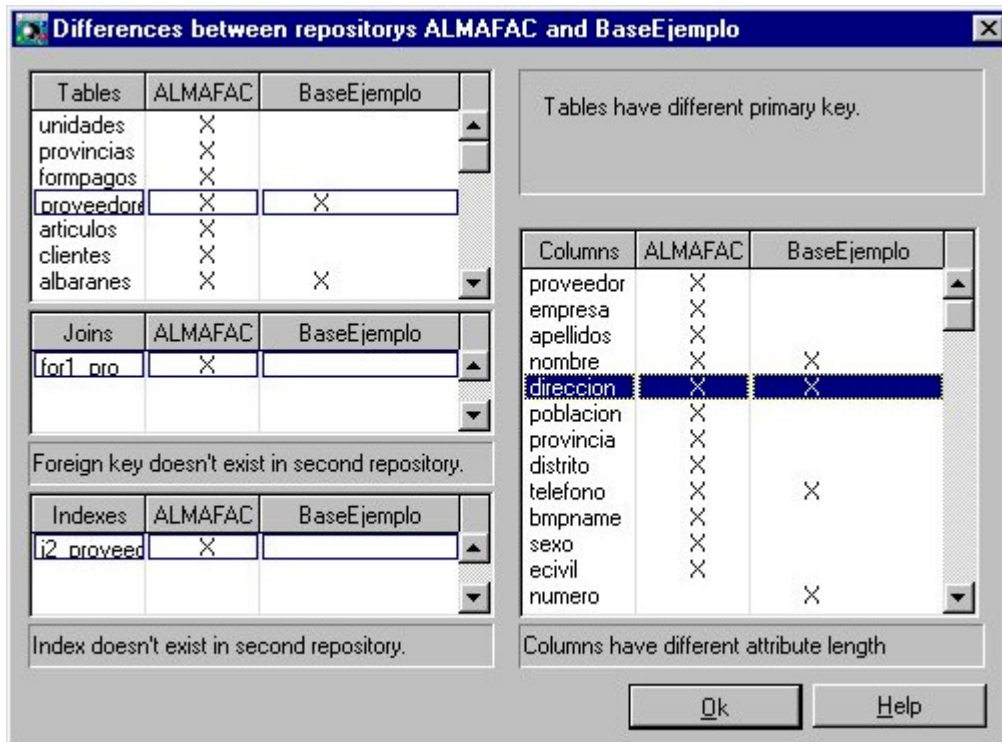 Differences between repositorys ALMAFAC and BaseEjemplo
Tables ALMAFAC BaseEjemplo
unidades X
provincias X
formpagos X
proveedore X X
articulos X
clientes X
albaranes X X
Joins ALMAFAC BaseEjemplo
for1_pro X
Foreign key doesn't exist in second repository.
Indexes ALMAFAC BaseEjemplo
i2_proveed X
Index doesn't exist in second repository.
Tables have different primary key.
Columns ALMAFAC BaseEjemplo
proveedor X
empresa X
apellidos X
nombre X X
direccion X X
poblacion X
provincia X
distrito X
telefono X X
bmpname X
sexo X
ecivil X
numero X
Columns have different attribute length
Ok Help